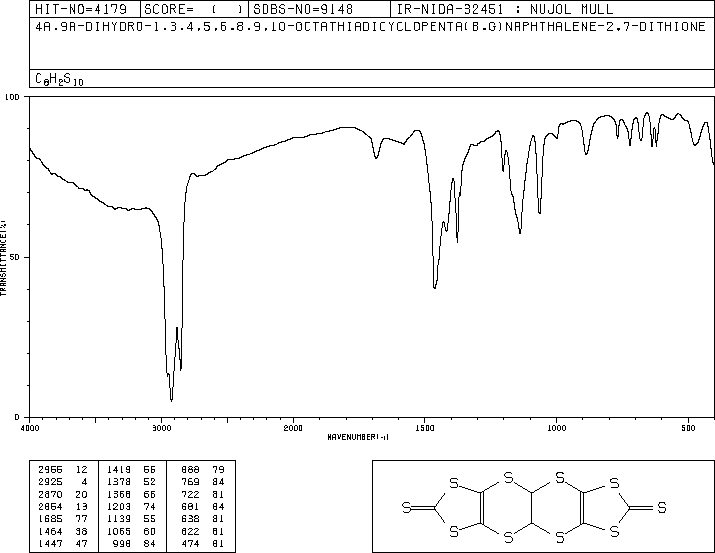 HIT-NO=4179 SCORE= ( ) SDBS-NO=9148 IR-NIDA-32451 : NUJOL MULL
4A,9A-DIHYDRO-1,3,4,5,6,8,9,10-OCTATHIADICYCLOPENTA(B,G)NAPHTHALENE-2,7-DITHIONE
C8H2S10
100
50
0
TRANSMITTANCE(%)
4000 3000 2000 1500 1000 500
WAVENUMBER(-1)
2955 12 1419 56 888 79
2925 4 1378 52 769 84
2870 20 1368 66 722 81
2854 13 1203 74 681 84
1685 77 1139 55 638 81
1464 38 1065 60 622 81
1447 47 998 84 474 81
S S S S
S S
S S S S